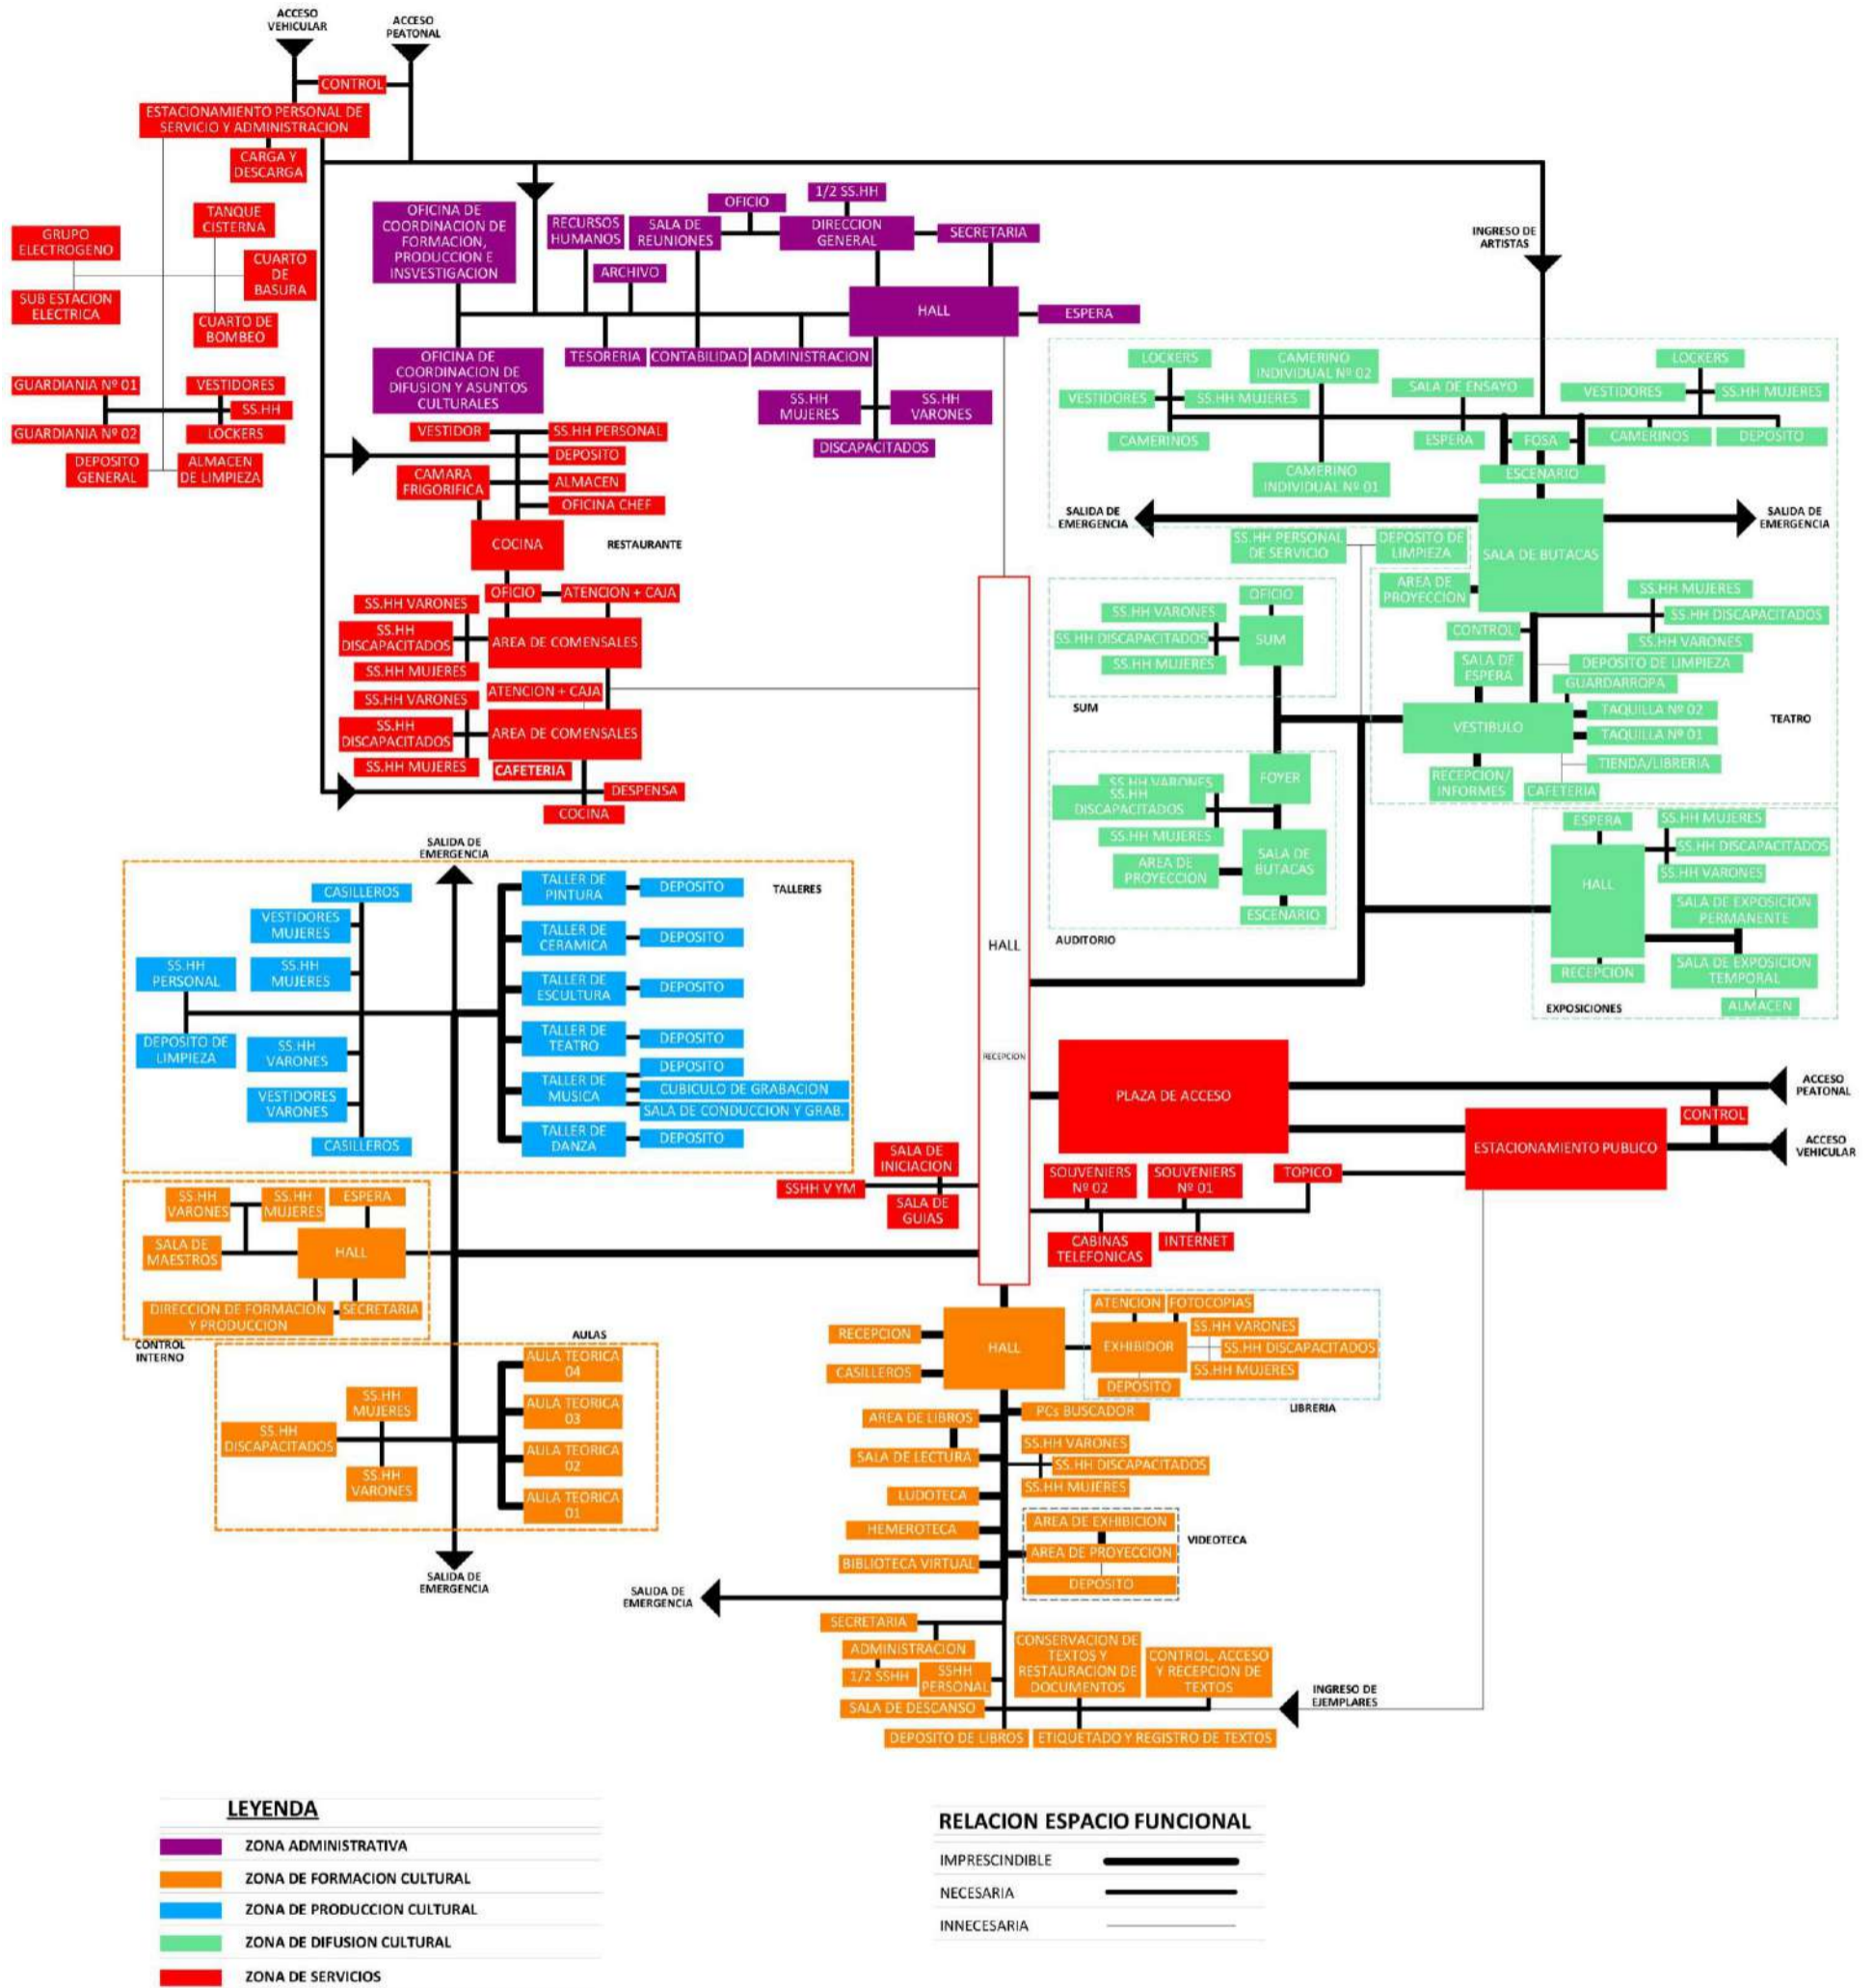 ACCESO
VEHICULAR
ACCESO
PEATONAL
CONTROL
ESTACIONAMIENTO PERSONAL DE
SERVICIO Y ADMINISTRACION
CARGA Y
DESCARGA
TANQUE
CISTERNA
GRUPO
ELECTROGENO
CUARTO
DE
BASURA
SUB ESTACION
ELECTRICA
CUARTO DE
BOMBEO
GUARDIANIA Nº 01
VESTIDORES
SS.HH
GUARDIANIA Nº 02
LOCKERS
DEPOSITO
GENERAL
ALMACEN
DE LIMPIEZA
OFICINA DE
COORDINACION DE
FORMACION,
PRODUCCION E
INSVESTIGACION
RECURSOS
HUMANOS
SALA DE
REUNIONES
OFICIO
1/2 SS.HH
DIRECCION
GENERAL
SECRETARIA
ARCHIVO
HALL
ESPERA
OFICINA DE
COORDINACION DE
DIFUSION Y ASUNTOS
CULTURALES
TESORERIA
CONTABILIDAD
ADMINISTRACION
SS.HH
MUJERES
SS.HH
VARONES
DISCAPACITADOS
INGRESO DE
ARTISTAS
LOCKERS
CAMERINO
INDIVIDUAL Nº 02
LOCKERS
SALA DE ENSAYO
VESTIDORES
SS.HH MUJERES
VESTIDORES
SS.HH MUJERES
CAMERINOS
ESPERA
FOSA
CAMERINOS
DEPOSITO
CAMERINO
INDIVIDUAL Nº 01
ESCENARIO
SALIDA DE
EMERGENCIA
SALIDA DE
EMERGENCIA
SS.HH PERSONAL
DE SERVICIO
DEPOSITO DE
LIMPIEZA
SALA DE BUTACAS
AREA DE
PROYECCION
SS.HH MUJERES
SS.HH DISCAPACITADOS
SS.HH VARONES
CONTROL
SALA DE
ESPERA
DEPOSITO DE LIMPIEZA
GUARDARROPA
VESTIBULO
TAQUILLA Nº 02
TAQUILLA Nº 01
TEATRO
TIENDA/LIBRERIA
RECEPCION/
INFORMES
CAFETERIA
VESTIDOR
SS.HH PERSONAL
DEPOSITO
CAMARA
FRIGORIFICA
ALMACEN
OFICINA CHEF
COCINA
RESTAURANTE
OFICIO
ATENCION + CAJA
SS.HH VARONES
SS.HH
DISCAPACITADOS
AREA DE COMENSALES
SS.HH MUJERES
ATENCION + CAJA
SS.HH VARONES
SS.HH
DISCAPACITADOS
AREA DE COMENSALES
SS.HH MUJERES
CAFETERIA
DESPENSA
COCINA
OFICIO
SS.HH VARONES
SS.HH DISCAPACITADOS
SUM
SS.HH MUJERES
SUM
FOYER
SS.HH VARONES
SS.HH
DISCAPACITADOS
SS.HH MUJERES
AREA DE
PROYECCION
SALA DE
BUTACAS
ESCENARIO
AUDITORIO
ESPERA
SS.HH MUJERES
SS.HH DISCAPACITADOS
SS.HH VARONES
HALL
SALA DE EXPOSICION
PERMANENTE
RECEPCION
SALA DE EXPOSICION
TEMPORAL
ALMACEN
EXPOSICIONES
SALIDA DE
EMERGENCIA
TALLERES
CASILLEROS
VESTIDORES
MUJERES
SS.HH
PERSONAL
SS.HH
MUJERES
DEPOSITO DE
LIMPIEZA
SS.HH
VARONES
VESTIDORES
VARONES
CASILLEROS
TALLER DE
PINTURA
DEPOSITO
TALLER DE
CERAMICA
DEPOSITO
TALLER DE
ESCULTURA
DEPOSITO
TALLER DE
TEATRO
DEPOSITO
DEPOSITO
TALLER DE
MUSICA
CUBICULO DE GRABACION
SALA DE CONDUCCION Y GRAB.
TALLER DE
DANZA
DEPOSITO
HALL
RECEPCION
PLAZA DE ACCESO
ACCESO
PEATONAL
CONTROL
ESTACIONAMIENTO PUBLICO
ACCESO
VEHICULAR
SALA DE
INICIACION
SSHH V YM
SALA DE
GUIAS
SOUVENIERS
Nº 02
SOUVENIERS
Nº 01
TOPICO
CABINAS
TELEFONICAS
INTERNET
SS.HH
VARONES
SS.HH
MUJERES
ESPERA
SALA DE
MAESTROS
HALL
DIRECCION DE FORMACION
Y PRODUCCION
SECRETARIA
CONTROL
INTERNO
AULAS
AULA TEORICA
04
SS.HH
MUJERES
AULA TEORICA
03
SS.HH
DISCAPACITADOS
AULA TEORICA
02
SS.HH
VARONES
AULA TEORICA
01
SALIDA DE
EMERGENCIA
RECEPCION
HALL
CASILLEROS
ATENCION
FOTOCOPIAS
SS.HH VARONES
EXHIBIDOR
SS.HH DISCAPACITADOS
SS.HH MUJERES
DEPOSITO
LIBRERIA
AREA DE LIBROS
PCs BUSCADOR
SS.HH VARONES
SALA DE LECTURA
SS.HH DISCAPACITADOS
SS.HH MUJERES
LUDOTECA
AREA DE EXHIBICION
HEMEROTECA
VIDEOTECA
AREA DE PROYECCION
BIBLIOTECA VIRTUAL
DEPOSITO
SALIDA DE
EMERGENCIA
SECRETARIA
ADMINISTRACION
1/2 SSHH
SSHH
PERSONAL
CONSERVACION DE
TEXTOS Y
RESTAURACION DE
DOCUMENTOS
CONTROL, ACCESO
Y RECEPCION DE
TEXTOS
SALA DE DESCANSO
INGRESO DE
EJEMPLARES
DEPOSITO DE LIBROS
ETIQUETADO Y REGISTRO DE TEXTOS
LEYENDA
ZONA ADMINISTRATIVA
ZONA DE FORMACION CULTURAL
ZONA DE PRODUCCION CULTURAL
ZONA DE DIFUSION CULTURAL
ZONA DE SERVICIOS
RELACION ESPACIO FUNCIONAL
IMPRESCINDIBLE
NECESARIA
INNECESARIA